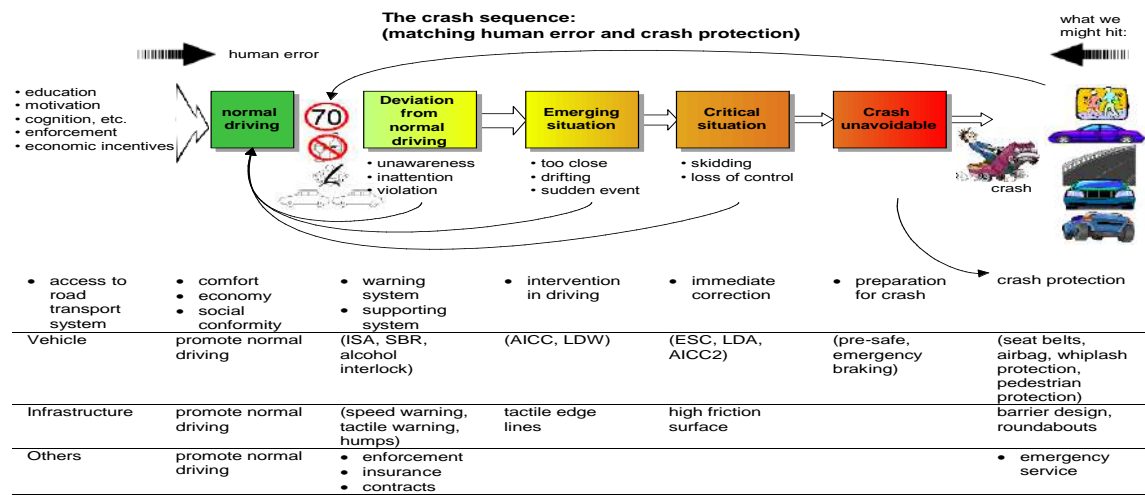 The crash sequence:
(matching human error and crash protection)
what we
might hit:
human error
• education
• motivation
• cognition, etc.
• enforcement
• economic incentives
normal
driving
70
Deviation from
normal
driving
Emerging
situation
Critical
situation
Crash
unavoidable
• unawareness
• inattention
• violation
• too close
• drifting
• sudden event
• skidding
• loss of control
crash
• access to
road
transport
system
• comfort
• economy
• social
conformity
• warning
system
• supporting
system
• intervention
in driving
• immediate
correction
• preparation
for crash
crash protection
Vehicle
promote normal
driving
(ISA, SBR,
alcohol
interlock)
(AICC, LDW)
(ESC, LDA,
AICC2)
(pre-safe,
emergency
braking)
(seat belts,
airbag, whiplash
protection,
pedestrian
protection)
Infrastructure
promote normal
driving
(speed warning,
tactile warning,
humps)
tactile edge
lines
high friction
surface
barrier design,
roundabouts
Others
promote normal
driving
• enforcement
• insurance
• contracts
• emergency
service